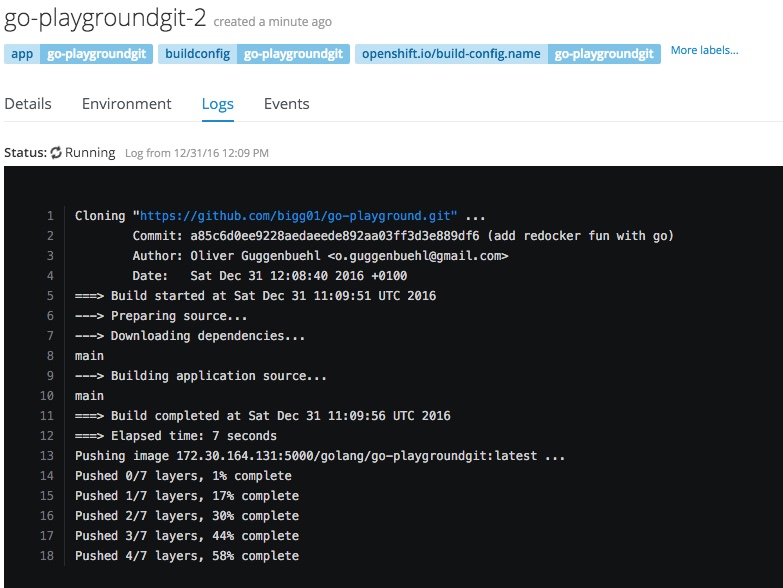 go-playgroundgit-2 created a minute ago
app go-playgroundgit buildconfig go-playgroundgit openshift.io/build-config.name go-playgroundgit More labels...
Details Environment Logs Events
Status: Running Log from 12/31/16 12:09 PM
1 Cloning "https://github.com/bigg01/go-playground.git" ...
2 Commit: a85c6d0ee9228aedaeede892aa03ff3d3e889df6 (add redocker fun with go)
3 Author: Oliver Guggenbuehl <o.guggenbuehl@gmail.com>
4 Date: Sat Dec 31 12:08:40 2016 +0100
5 ===> Build started at Sat Dec 31 11:09:51 UTC 2016
6 ---> Preparing source...
7 ---> Downloading dependencies...
8 main
9 ---> Building application source...
10 main
11 ===> Build completed at Sat Dec 31 11:09:56 UTC 2016
12 ===> Elapsed time: 7 seconds
13 Pushing image 172.30.164.131:5000/golang/go-playgroundgit:latest ...
14 Pushed 0/7 layers, 1% complete
15 Pushed 1/7 layers, 17% complete
16 Pushed 2/7 layers, 30% complete
17 Pushed 3/7 layers, 44% complete
18 Pushed 4/7 layers, 58% complete